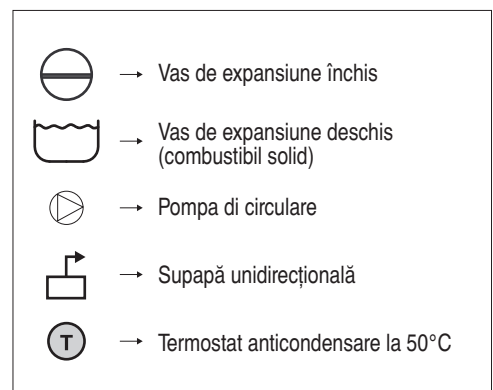 Vas de expansiune închis
Vas de expansiune deschis
(combustibil solid)
Pompa di circulare
Supapă unidirecțională
T
Termostat anticondensare la 50°C